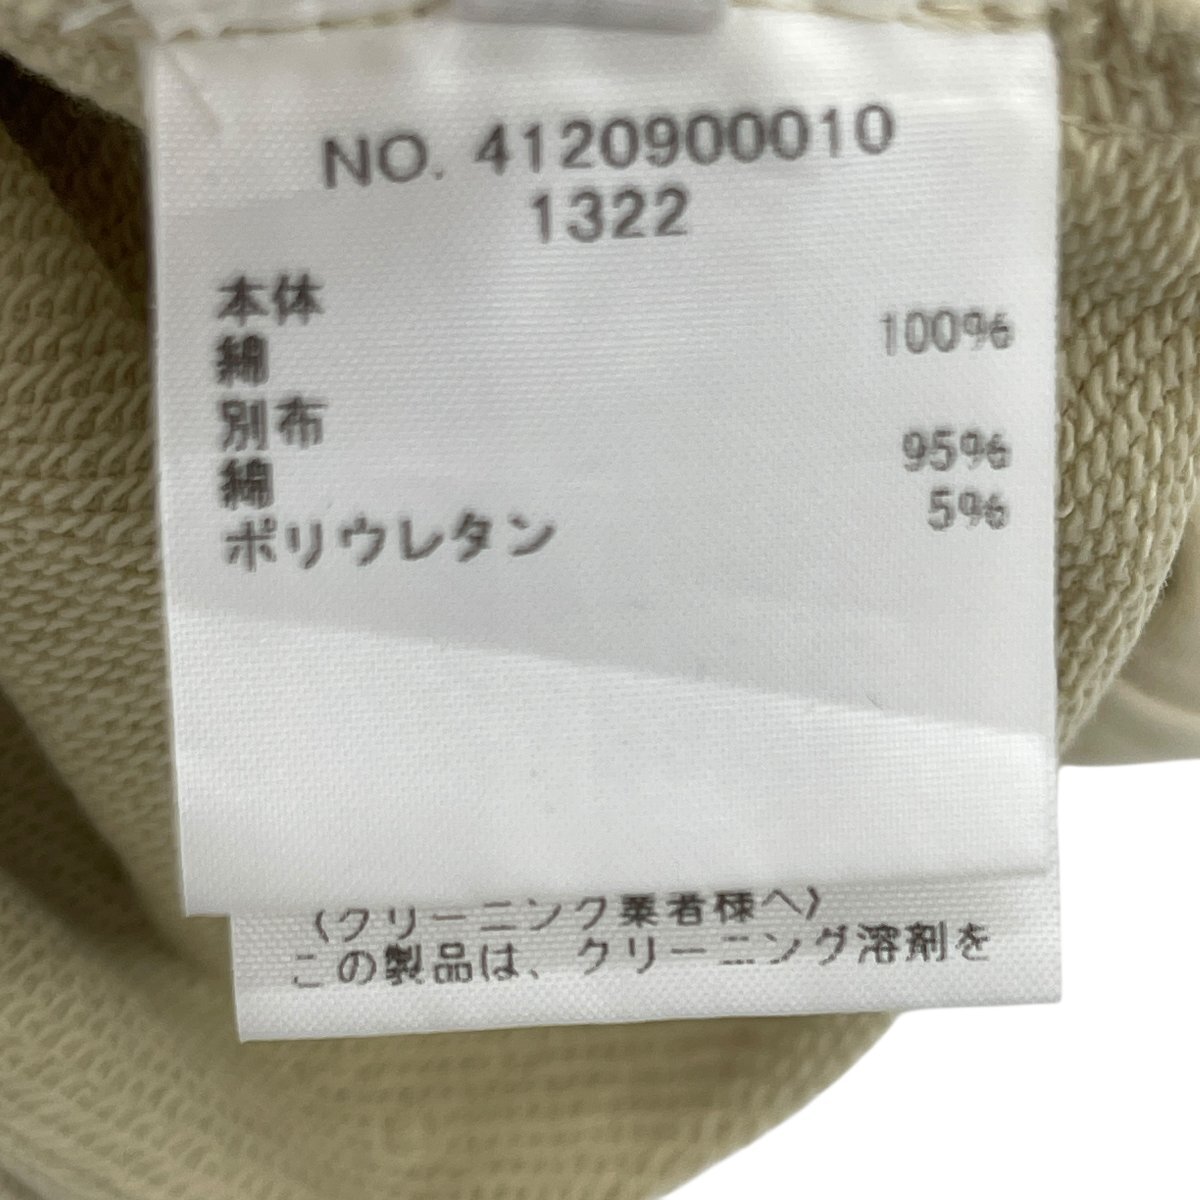 NO. 4120900010
1322
本体
綿 100%
別布
綿 95%
ポリウレタン 5%
(クリーニング業者様へ)
この製品は、クリーニング溶剤を